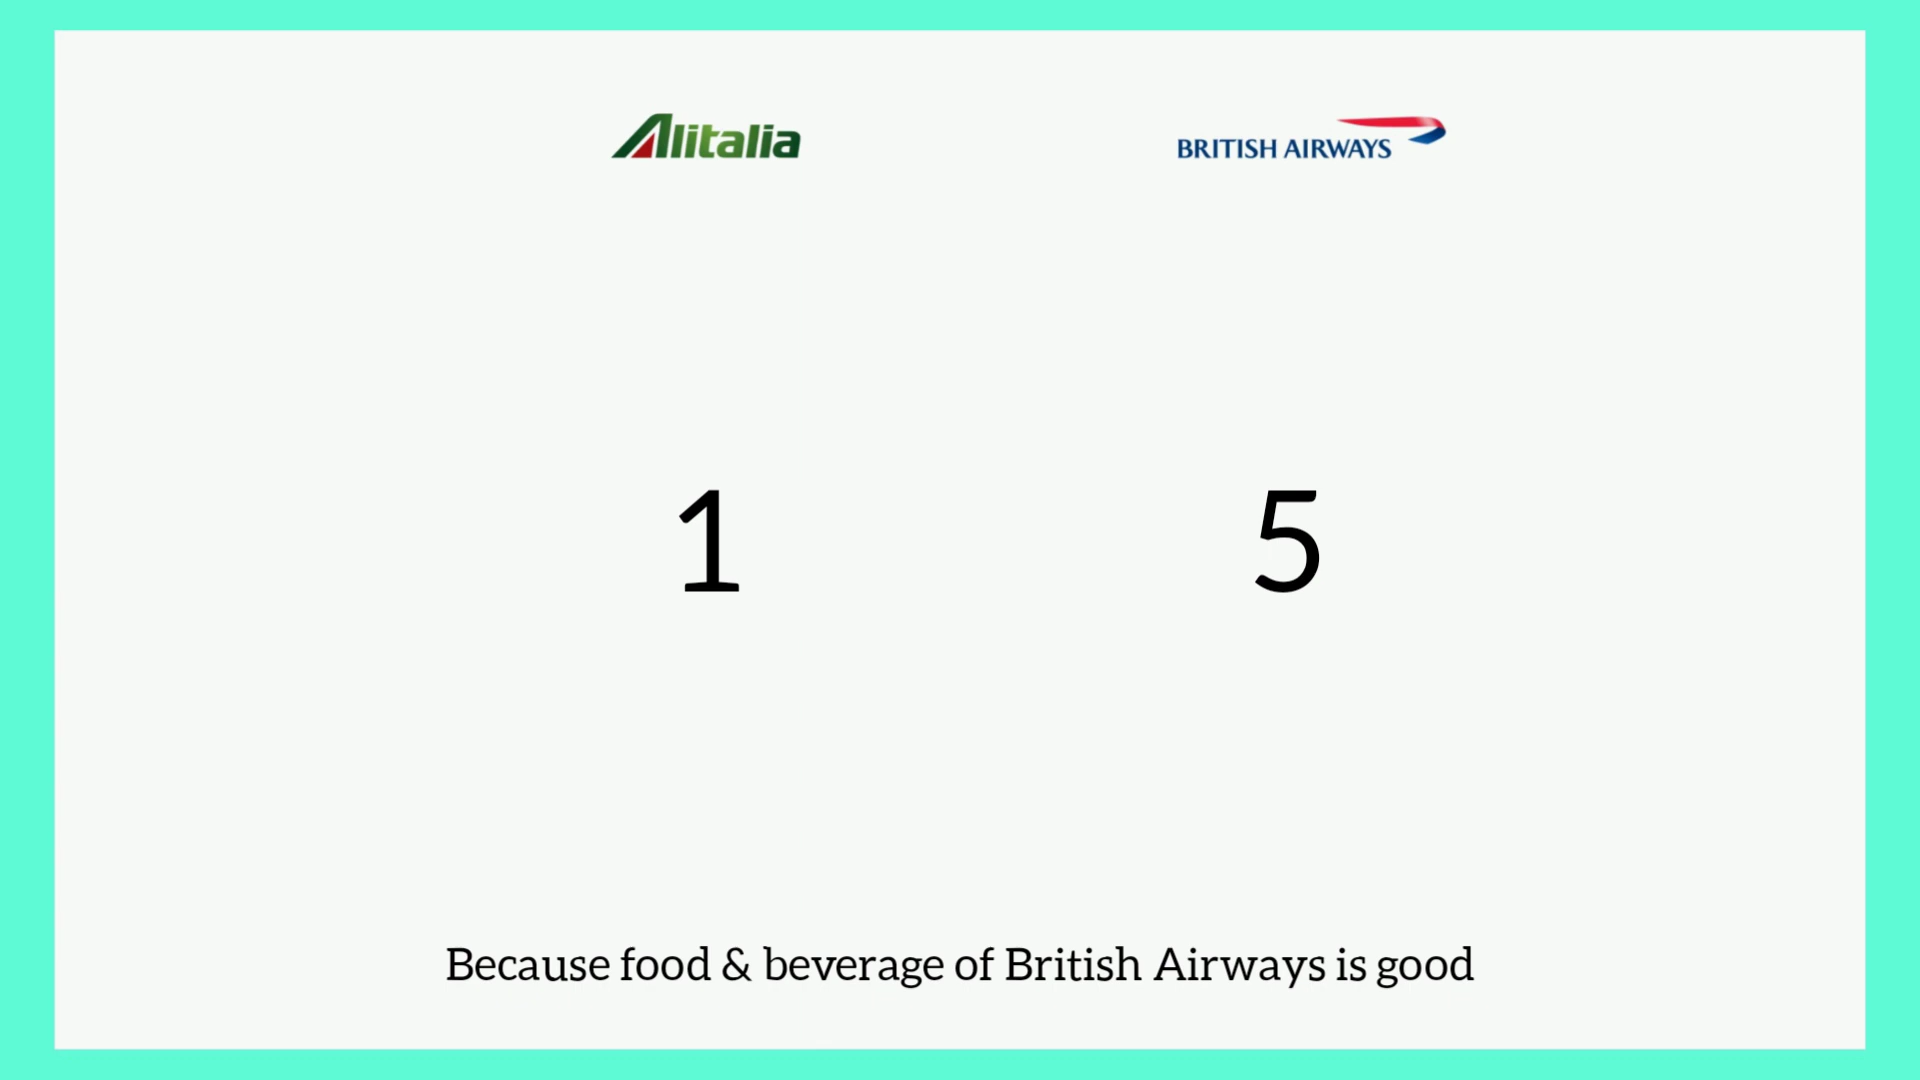 Alitalia
BRITISH AIRWAYS
1
5
Because food & beverage of British Airways is good